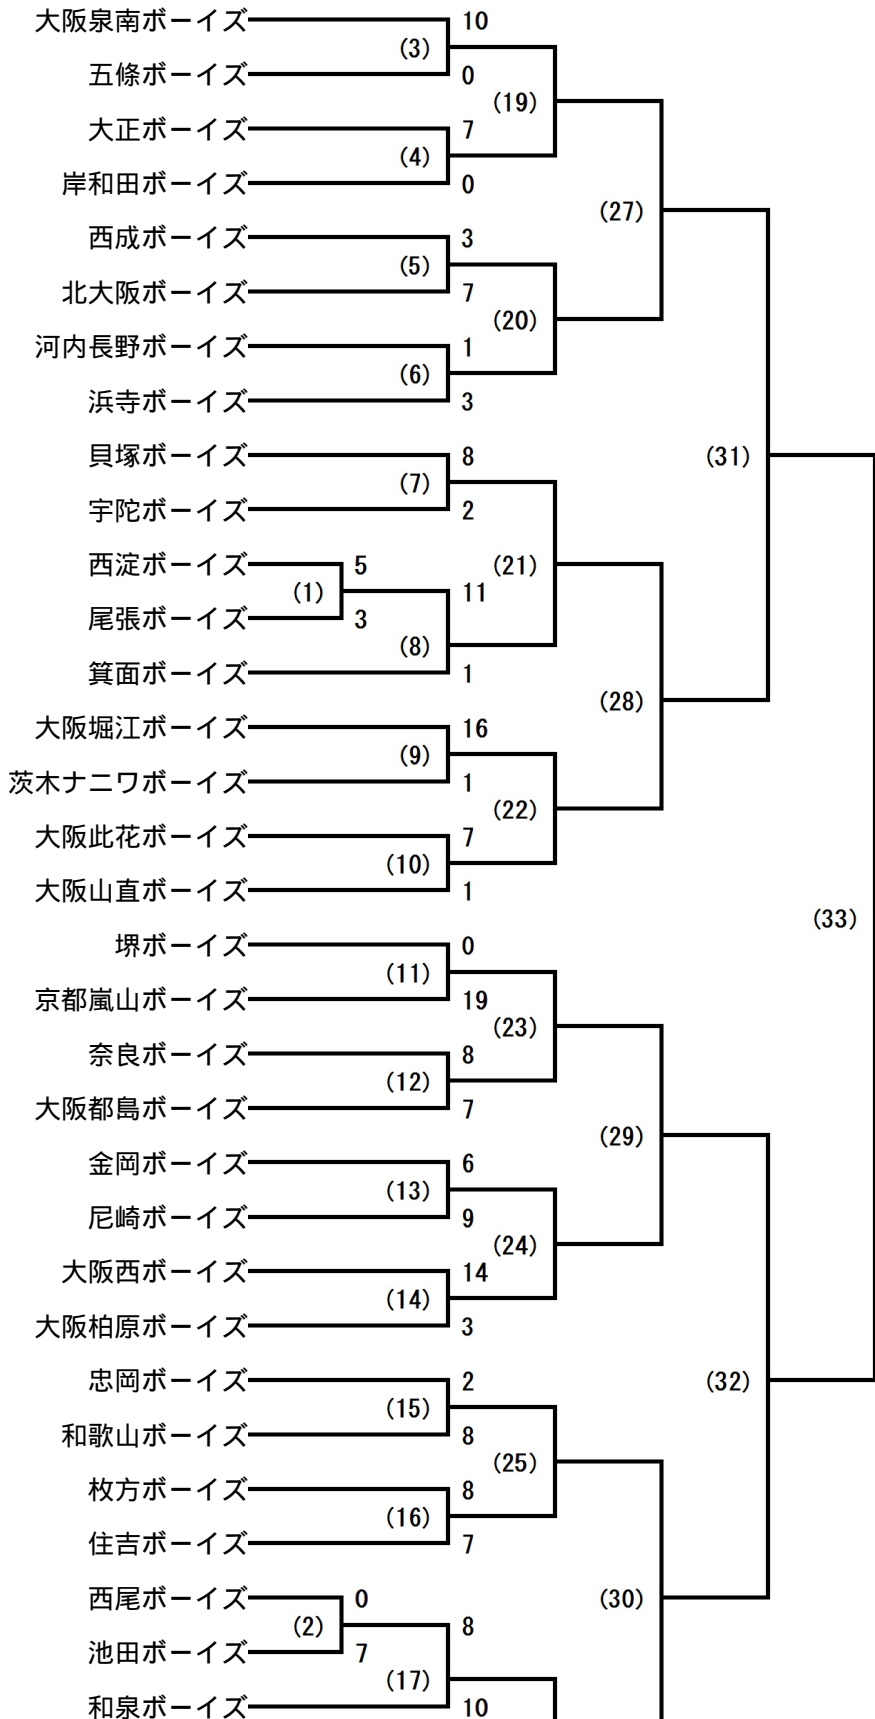 大阪泉南ボーイズ 10
(3)
五條ボーイズ 0
(19)
大正ボーイズ 7
(4)
岸和田ボーイズ 0
(27)
西成ボーイズ 3
(5)
北大阪ボーイズ 7
(20)
河内長野ボーイズ 1
(6)
浜寺ボーイズ 3
貝塚ボーイズ 8
(31)
(7)
宇陀ボーイズ 2
西淀ボーイズ 5
(21)
(1) 11
尾張ボーイズ 3
(8)
箕面ボーイズ 1
(28)
大阪堀江ボーイズ 16
(9)
茨木ナニワボーイズ 1
(22)
大阪此花ボーイズ 7
(10)
大阪山直ボーイズ 1
(33)
堺ボーイズ 0
(11)
京都嵐山ボーイズ 19
(23)
奈良ボーイズ 8
(12)
大阪都島ボーイズ 7
(29)
金岡ボーイズ 6
(13)
尼崎ボーイズ 9
(24)
大阪西ボーイズ 14
(14)
大阪柏原ボーイズ 3
忠岡ボーイズ 2
(32)
(15)
和歌山ボーイズ 8
(25)
枚方ボーイズ 8
(16)
住吉ボーイズ 7
西尾ボーイズ 0
(30)
(2) 8
池田ボーイズ 7
(17)
和泉ボーイズ 10